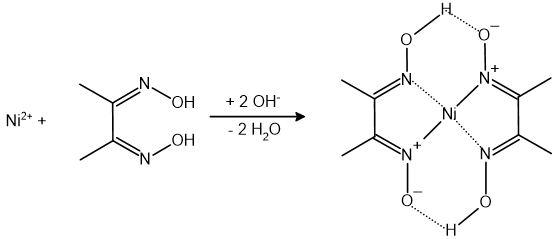 Ni²⁺ +
N
OH
N
OH
+ 2 OH⁻
- 2 H₂O
H
O
O⁻
N
N⁺
Ni
N⁺
N
O⁻
O
H